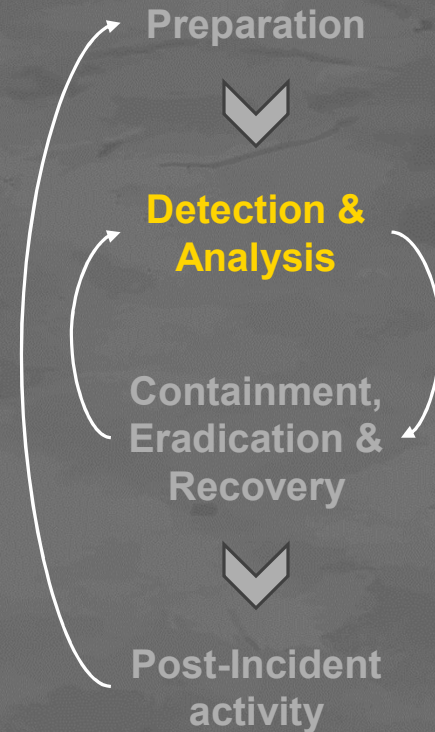 Preparation
Detection &
Analysis
Containment,
Eradication &
Recovery
Post-Incident
activity